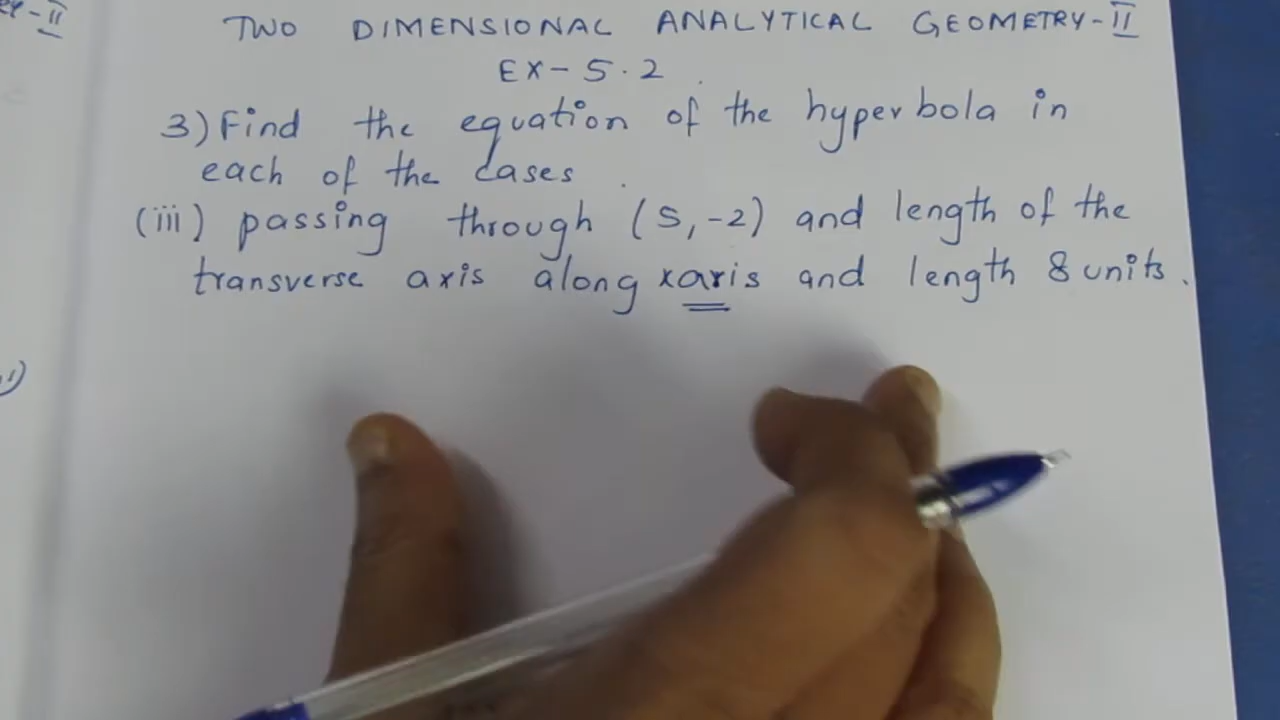 TWO DIMENSIONAL ANALYTICAL GEOMETRY-II
EX-5.2
3) Find the equation of the hyperbola in
each of the cases
(iii) passing through (5,-2) and length of the
transverse axis along xaxis and length 8 units.